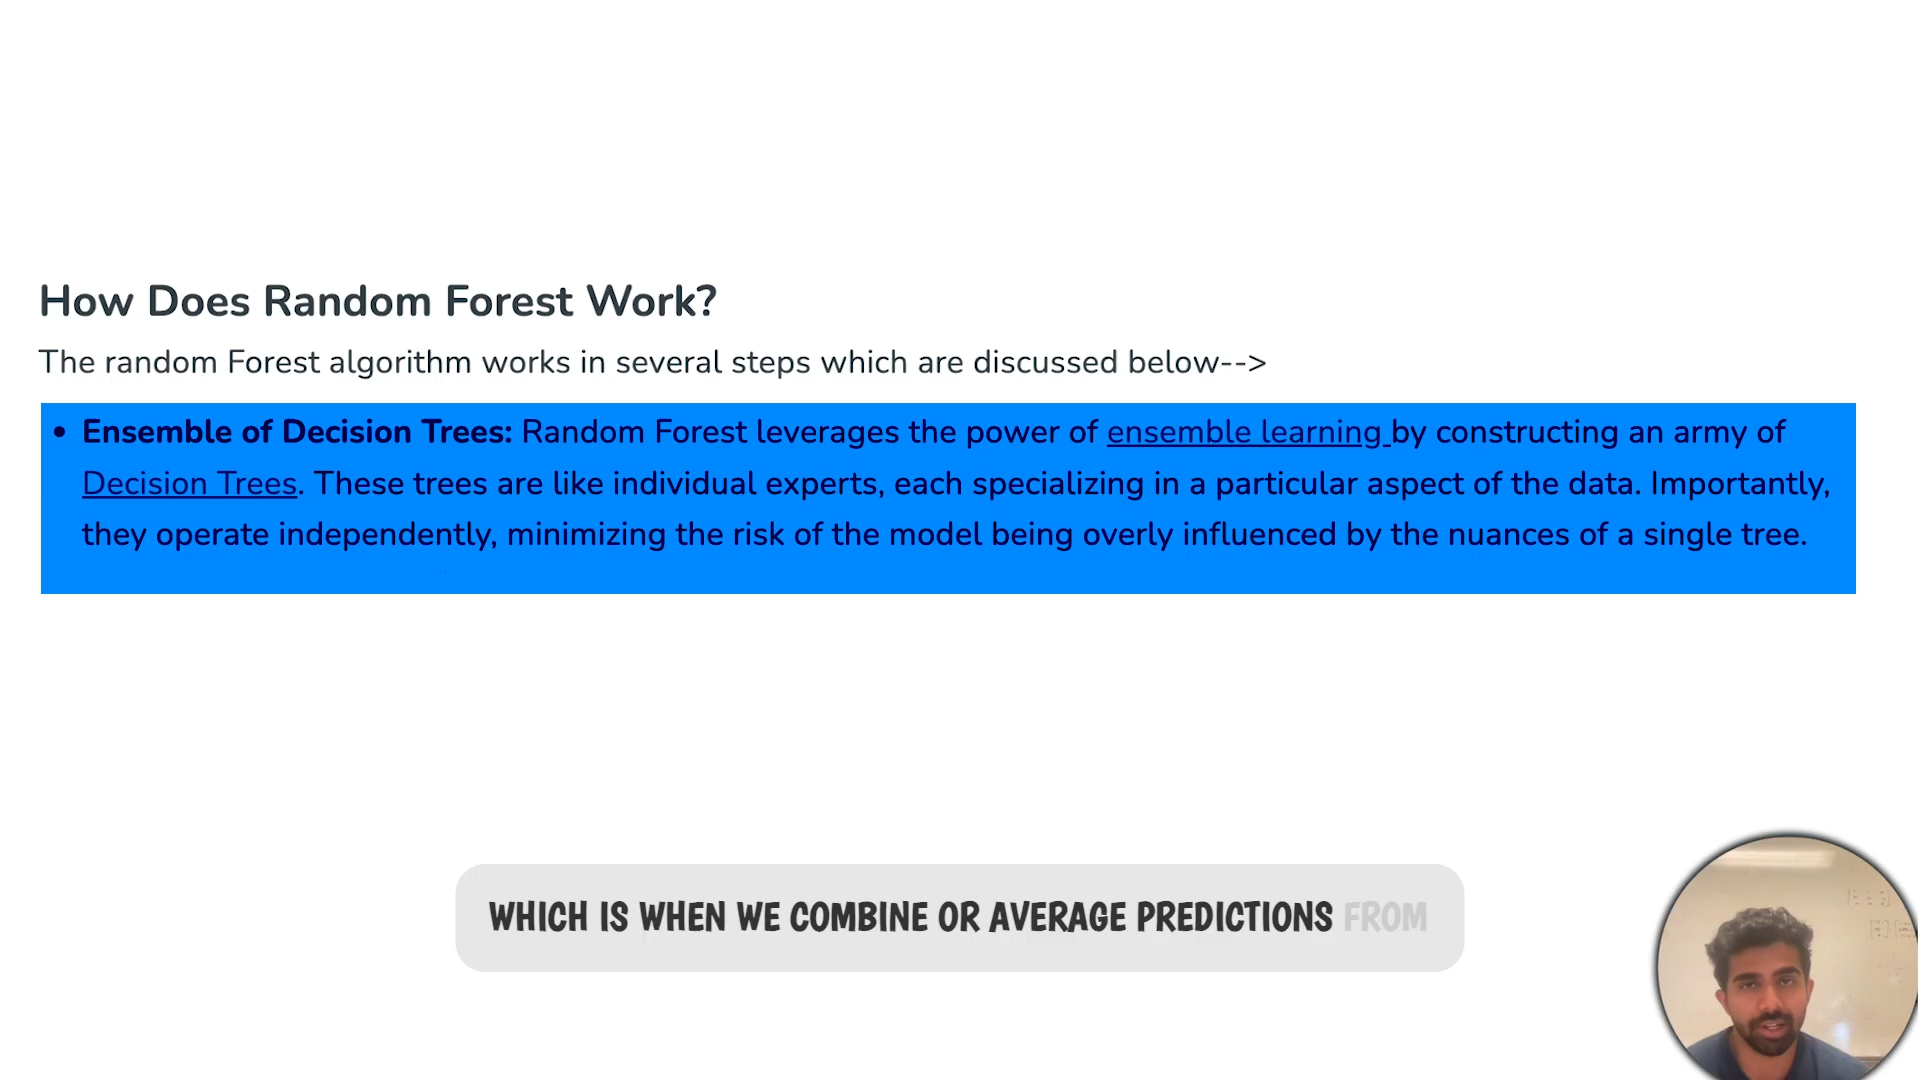 How Does Random Forest Work?
The random Forest algorithm works in several steps which are discussed below-->
• Ensemble of Decision Trees: Random Forest leverages the power of ensemble learning by constructing an army of
Decision Trees. These trees are like individual experts, each specializing in a particular aspect of the data. Importantly,
they operate independently, minimizing the risk of the model being overly influenced by the nuances of a single tree.
WHICH IS WHEN WE COMBINE OR AVERAGE PREDICTIONS FROM